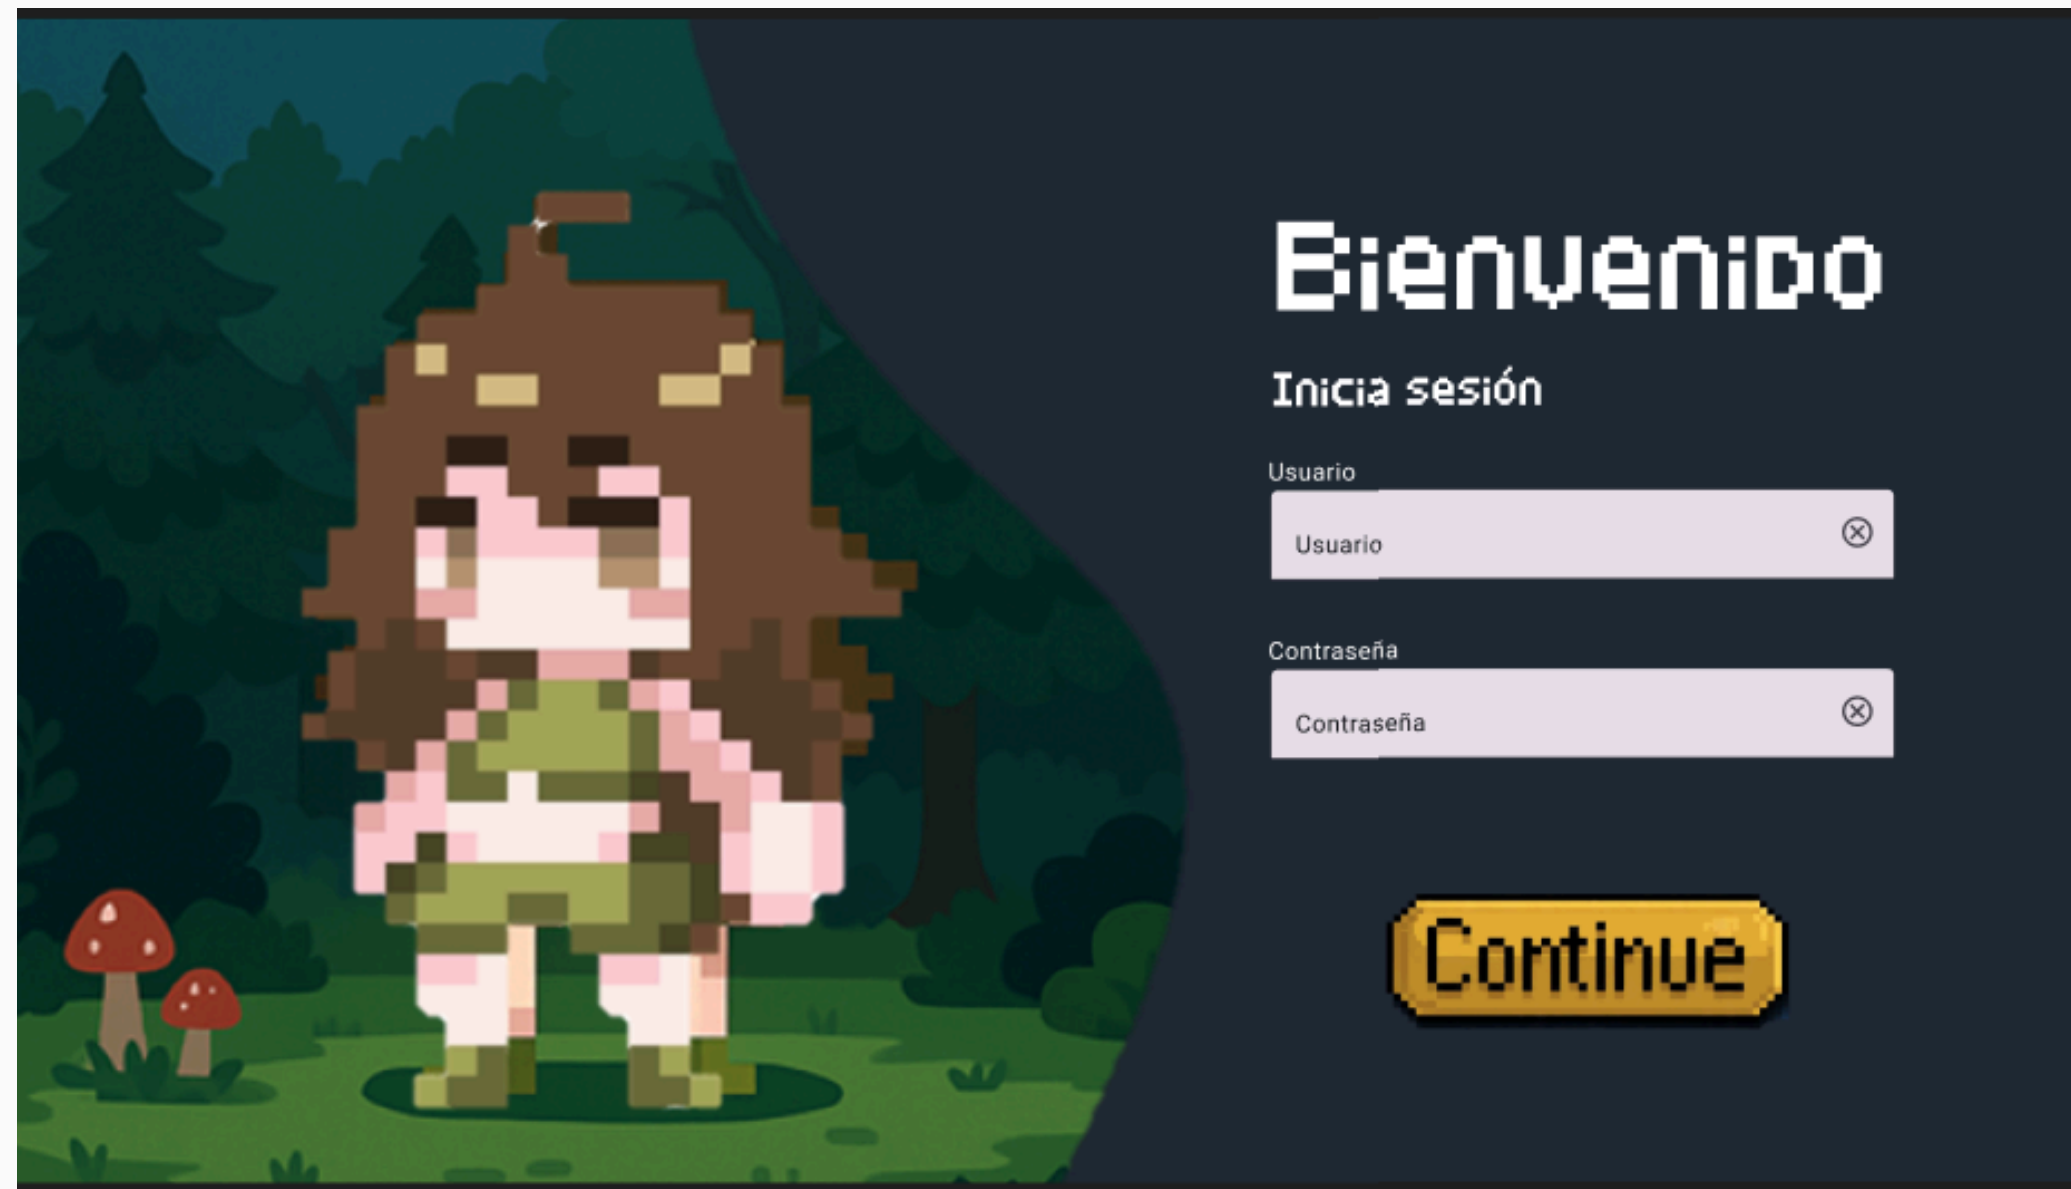 Bienvenido
Inicia sesión
Usuario
Usuario
Contraseña
Contraseña
Continue